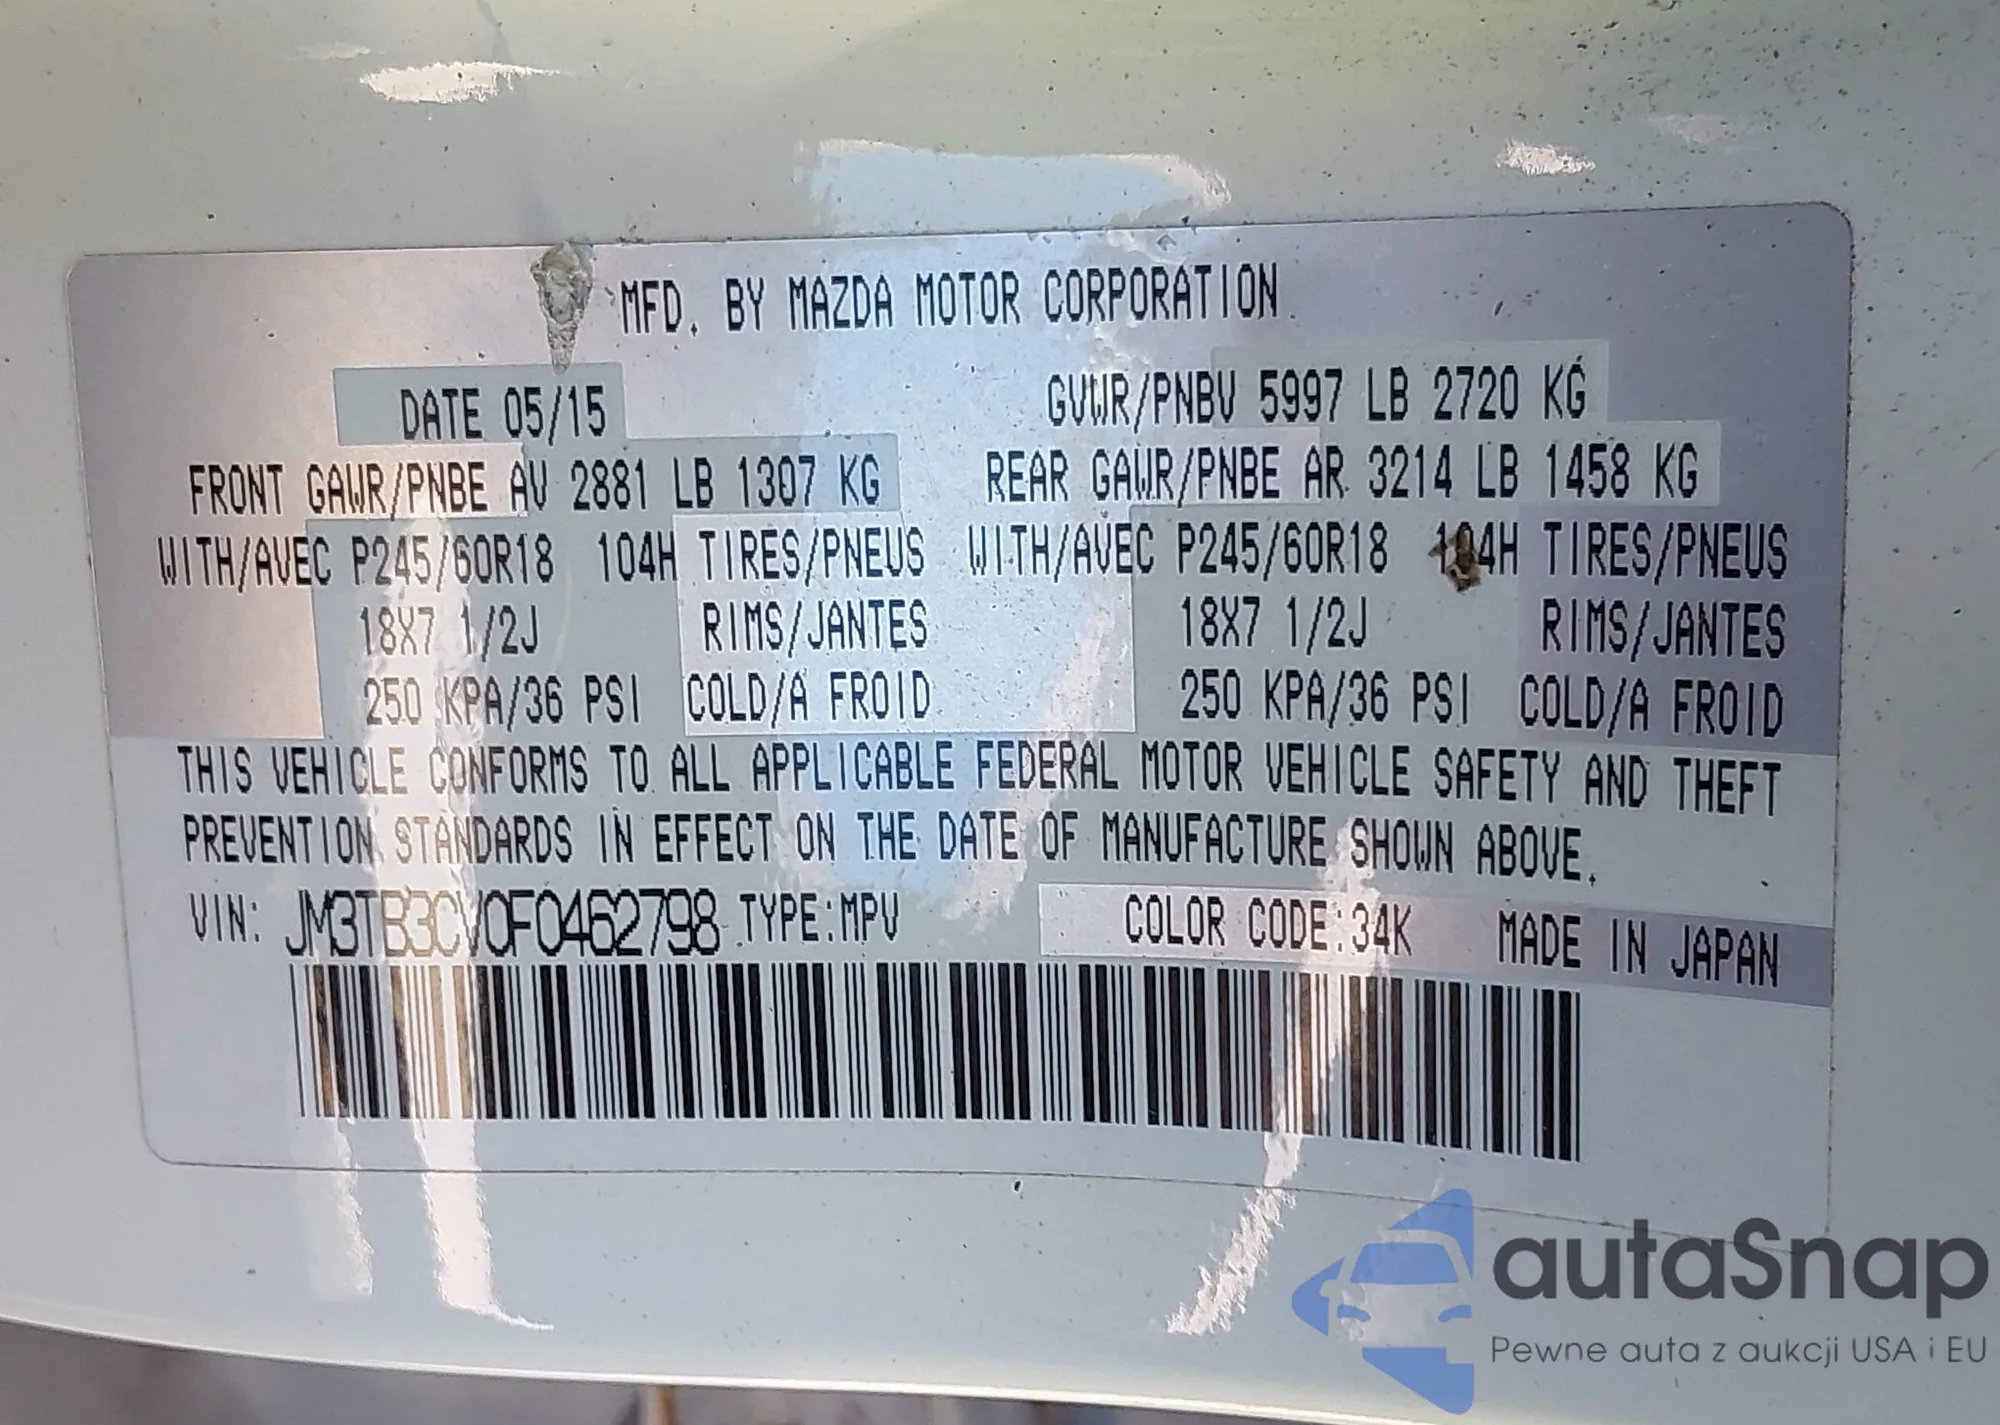 MFD. BY MAZDA MOTOR CORPORATION
DATE 05/15 GVWR/PNBV 5997 LB 2720 KG
FRONT GAWR/PNBE AV 2881 LB 1307 KG REAR GAWR/PNBE AR 3214 LB 1458 KG
WITH/AVEC P245/60R18 104H TIRES/PNEUS WITH/AVEC P245/60R18 104H TIRES/PNEUS
18X7 1/2J RIMS/JANTES 18X7 1/2J RIMS/JANTES
250 KPA/36 PSI COLD/A FROID 250 KPA/36 PSI COLD/A FROID
THIS VEHICLE CONFORMS TO ALL APPLICABLE FEDERAL MOTOR VEHICLE SAFETY AND THEFT
PREVENTION STANDARDS IN EFFECT ON THE DATE OF MANUFACTURE SHOWN ABOVE.
VIN: JM3TB3CV0F0462798 TYPE:MPV COLOR CODE:34K MADE IN JAPAN
autaSnap
Pewne auta z aukcji USA i EU